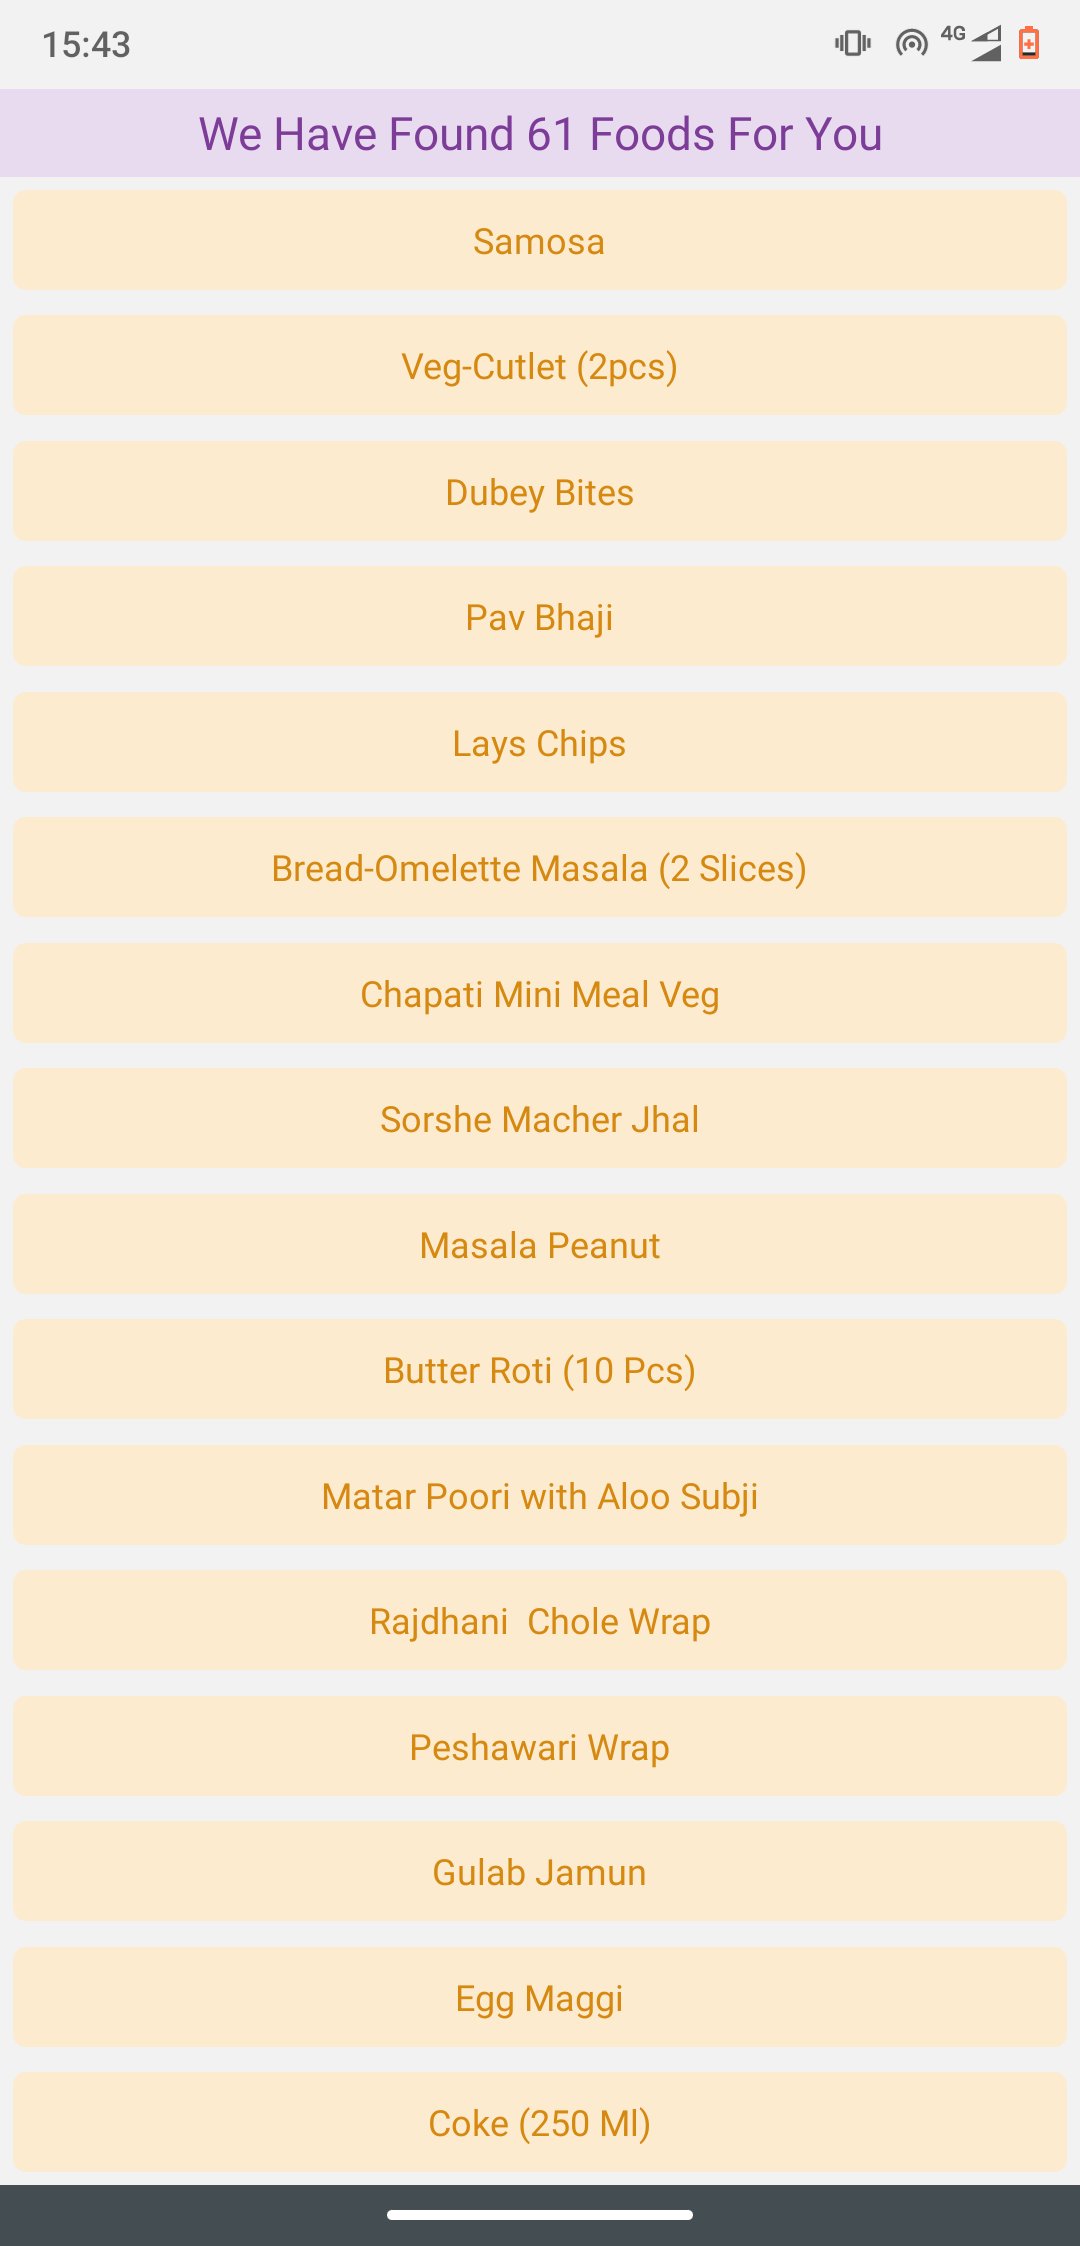 15:43
4G
We Have Found 61 Foods For You
Samosa
Veg-Cutlet (2pcs)
Dubey Bites
Pav Bhaji
Lays Chips
Bread-Omelette Masala (2 Slices)
Chapati Mini Meal Veg
Sorshe Macher Jhal
Masala Peanut
Butter Roti (10 Pcs)
Matar Poori with Aloo Subji
Rajdhani  Chole Wrap
Peshawari Wrap
Gulab Jamun
Egg Maggi
Coke (250 Ml)